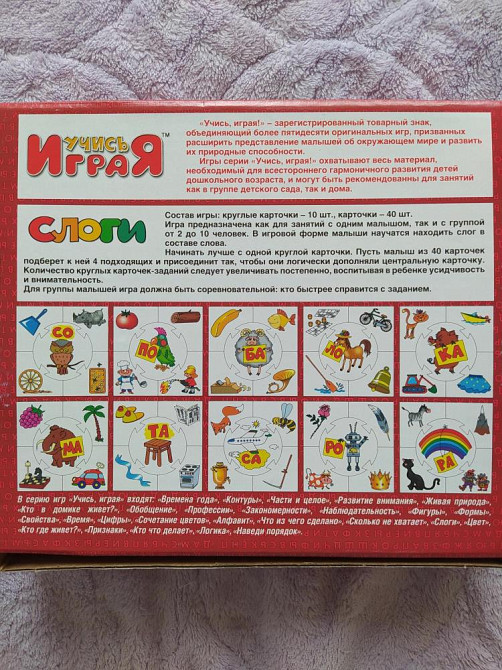 УЧИСЬ
ИГРАЯ™
«Учись, играя!» – зарегистрированный товарный знак,
объединяющий более пятидесяти оригинальных игр, призванных
расширить представление малышей об окружающем мире и развить
их природные способности.
Игры серии «Учись, играя!» охватывают весь материал,
необходимый для всестороннего гармоничного развития детей
дошкольного возраста, и могут быть рекомендованы для занятий
как в группе детского сада, так и дома.
СЛОГИ
Состав игры: круглые карточки – 10 шт., карточки – 40 шт.
Игра предназначена как для занятий с одним малышом, так и с группой
от 2 до 10 человек. В игровой форме малыши научатся находить слог в
составе слова.
Начинать лучше с одной круглой карточки. Пусть малыш из 40 карточек
подберет к ней 4 подходящих и присоединит так, чтобы они логически дополняли центральную карточку.
Количество круглых карточек-заданий следует увеличивать постепенно, воспитывая в ребенке усидчивость
и внимательность.
Для группы малышей игра должна быть соревновательной: кто быстрее справится с заданием.
СО
ПО
БА
ЛО
КА
МА
ТА
СА
РО
РА
В серию игр «Учись, играя» входят: «Времена года», «Контуры», «Части и целое», «Развитие внимания», «Живая природа»,
«Кто в домике живет?», «Обобщение», «Профессии», «Закономерности», «Наблюдательность», «Фигуры», «Формы»,
«Свойства», «Время», «Цифры», «Сочетание цветов», «Алфавит», «Что из чего сделано», «Сколько не хватает», «Слоги», «Цвет»,
«Кто где живет?», «Признаки», «Кто что делает», «Логика», «Наведи порядок».